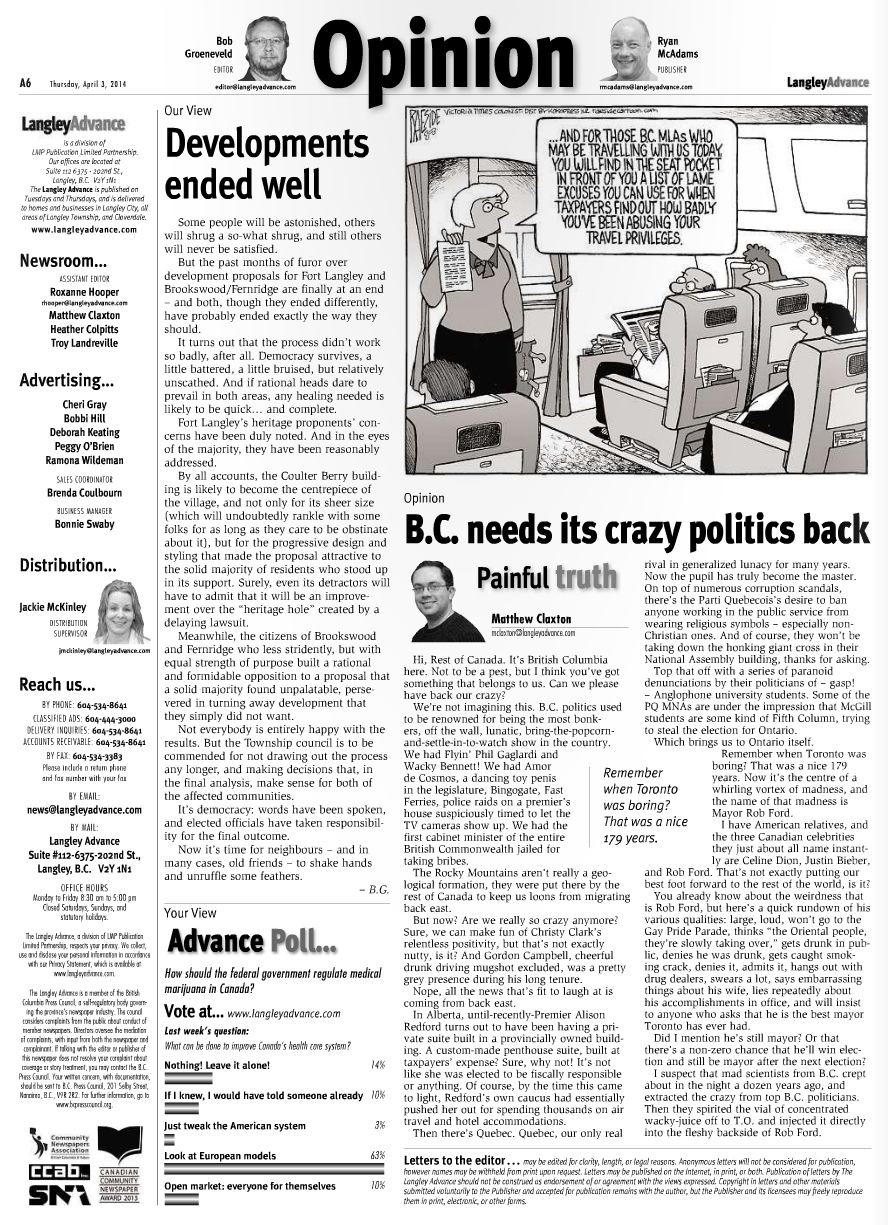 Bob
Groeneveld
EDITOR
editor@langleyadvance.com
Opinion
Ryan
McAdams
PUBLISHER
rmcadams@langleyadvance.com
A6 Thursday, April 3, 2014
LangleyAdvance
LangleyAdvance
is a division of
LMP Publication Limited Partnership.
Our offices are located at
Suite 112 6375 - 202nd St.,
Langley, B.C. V2Y 1N1
The Langley Advance is published on
Tuesdays and Thursdays, and is delivered
to homes and businesses in Langley City, all
areas of Langley Township, and Cloverdale.
www.langleyadvance.com
Newsroom...
ASSISTANT EDITOR
Roxanne Hooper
rhooper@langleyadvance.com
Matthew Claxton
Heather Colpitts
Troy Landreville
Advertising...
Cheri Gray
Bobbi Hill
Deborah Keating
Peggy O'Brien
Ramona Wildeman
SALES COORDINATOR
Brenda Coulbourn
BUSINESS MANAGER
Bonnie Swaby
Distribution...
Jackie McKinley
DISTRIBUTION
SUPERVISOR
jmckinley@langleyadvance.com
Reach us...
BY PHONE: 604-534-8641
CLASSIFIED ADS: 604-444-3000
DELIVERY INQUIRIES: 604-534-8641
ACCOUNTS RECEIVABLE: 604-534-8641
BY FAX: 604-534-3383
Please include a return phone
and fax number with your fax
BY EMAIL:
news@langleyadvance.com
BY MAIL:
Langley Advance
Suite #112-6375-202nd St.,
Langley, B.C. V2Y 1N1
OFFICE HOURS
Monday to Friday 8:30 am to 5:00 pm
Closed Saturdays, Sundays, and
statutory holidays.
The Langley Advance, a division of LMP Publication
Limited Partnership, respects your privacy. We collect,
use and disclose your personal information in accordance
with our Privacy Statement, which is available at
www.langleyadvance.com.
The Langley Advance is a member of the British
Columbia Press Council, a self-regulatory body govern-
ing the province's newspaper industry. The council
considers complaints from the public about conduct of
member newspapers. Directors oversee the mediation
of complaints, with input from both the newspaper and
complainant. If talking with the editor or publisher of
this newspaper does not resolve your complaint about
coverage or story treatment, you may contact the B.C.
Press Council. Your written concern, with documentation,
should be sent to B.C. Press Council, 201 Selby Street,
Nanaimo, B.C., V9R 2R2. For further information, go to
www.bcpresscouncil.org.
Community
Newspapers
Association
ccab
SNA
CANADIAN
COMMUNITY
NEWSPAPER
AWARD 2013
Our View
Developments
ended well
Some people will be astonished, others
will shrug a so-what shrug, and still others
will never be satisfied.
But the past months of furor over
development proposals for Fort Langley and
Brookswood/Fernridge are finally at an end
– and both, though they ended differently,
have probably ended exactly the way they
should.
It turns out that the process didn't work
so badly, after all. Democracy survives, a
little battered, a little bruised, but relatively
unscathed. And if rational heads dare to
prevail in both areas, any healing needed is
likely to be quick… and complete.
Fort Langley's heritage proponents' con-
cerns have been duly noted. And in the eyes
of the majority, they have been reasonably
addressed.
By all accounts, the Coulter Berry build-
ing is likely to become the centrepiece of
the village, and not only for its sheer size
(which will undoubtedly rankle with some
folks for as long as they care to be obstinate
about it), but for the progressive design and
styling that made the proposal attractive to
the solid majority of residents who stood up
in its support. Surely, even its detractors will
have to admit that it will be an improve-
ment over the "heritage hole" created by a
delaying lawsuit.
Meanwhile, the citizens of Brookswood
and Fernridge who less stridently, but with
equal strength of purpose built a rational
and formidable opposition to a proposal that
a solid majority found unpalatable, perse-
vered in turning away development that
they simply did not want.
Not everybody is entirely happy with the
results. But the Township council is to be
commended for not drawing out the process
any longer, and making decisions that, in
the final analysis, make sense for both of
the affected communities.
It's democracy: words have been spoken,
and elected officials have taken responsibil-
ity for the final outcome.
Now it's time for neighbours – and in
many cases, old friends – to shake hands
and unruffle some feathers.
– B.G.
Your View
Advance Poll...
How should the federal government regulate medical
marijuana in Canada?
Vote at... www.langleyadvance.com
Last week's question:
What can be done to improve Canada's health care system?
Nothing! Leave it alone! 14%
If I knew, I would have told someone already 10%
Just tweak the American system 3%
Look at European models 63%
Open market: everyone for themselves 10%
RAESIDE
VICTORIA TIMES COLONIST DIST. BY KOKOPRESS INC. raesidecartoon.com
...AND FOR THOSE B.C. MLAs WHO
MAY BE TRAVELLING WITH US TODAY,
YOU WILL FIND IN THE SEAT POCKET
IN FRONT OF YOU A LIST OF LAME
EXCUSES YOU CAN USE FOR WHEN
TAXPAYERS FIND OUT HOW BADLY
YOU'VE BEEN ABUSING YOUR
TRAVEL PRIVILEGES.
Opinion
B.C. needs its crazy politics back
Painful truth
Matthew Claxton
mclaxton@langleyadvance.com
Hi, Rest of Canada. It's British Columbia
here. Not to be a pest, but I think you've got
something that belongs to us. Can we please
have back our crazy?
We're not imagining this. B.C. politics used
to be renowned for being the most bonk-
ers, off the wall, lunatic, bring-the-popcorn-
and-settle-in-to-watch show in the country.
We had Flyin' Phil Gaglardi and
Wacky Bennett! We had Amor
de Cosmos, a dancing toy penis
in the legislature, Bingogate, Fast
Ferries, police raids on a premier's
house suspiciously timed to let the
TV cameras show up. We had the
first cabinet minister of the entire
British Commonwealth jailed for
taking bribes.
The Rocky Mountains aren't really a geo-
logical formation, they were put there by the
rest of Canada to keep us loons from migrating
back east.
But now? Are we really so crazy anymore?
Sure, we can make fun of Christy Clark's
relentless positivity, but that's not exactly
nutty, is it? And Gordon Campbell, cheerful
drunk driving mugshot excluded, was a pretty
grey presence during his long tenure.
Nope, all the news that's fit to laugh at is
coming from back east.
In Alberta, until-recently-Premier Alison
Redford turns out to have been having a pri-
vate suite built in a provincially owned build-
ing. A custom-made penthouse suite, built at
taxpayers' expense? Sure, why not! It's not
like she was elected to be fiscally responsible
or anything. Of course, by the time this came
to light, Redford's own caucus had essentially
pushed her out for spending thousands on air
travel and hotel accommodations.
Then there's Quebec. Quebec, our only real
Remember
when Toronto
was boring?
That was a nice
179 years.
rival in generalized lunacy for many years.
Now the pupil has truly become the master.
On top of numerous corruption scandals,
there's the Parti Quebecois's desire to ban
anyone working in the public service from
wearing religious symbols – especially non-
Christian ones. And of course, they won't be
taking down the honking giant cross in their
National Assembly building, thanks for asking.
Top that off with a series of paranoid
denunciations by their politicians of – gasp!
– Anglophone university students. Some of the
PQ MNAs are under the impression that McGill
students are some kind of Fifth Column, trying
to steal the election for Ontario.
Which brings us to Ontario itself.
Remember when Toronto was
boring? That was a nice 179
years. Now it's the centre of a
whirling vortex of madness, and
the name of that madness is
Mayor Rob Ford.
I have American relatives, and
the three Canadian celebrities
they just about all name instant-
ly are Celine Dion, Justin Bieber,
and Rob Ford. That's not exactly putting our
best foot forward to the rest of the world, is it?
You already know about the weirdness that
is Rob Ford, but here's a quick rundown of his
various qualities: large, loud, won't go to the
Gay Pride Parade, thinks "the Oriental people,
they're slowly taking over," gets drunk in pub-
lic, denies he was drunk, gets caught smok-
ing crack, denies it, admits it, hangs out with
drug dealers, swears a lot, says embarrassing
things about his wife, lies repeatedly about
his accomplishments in office, and will insist
to anyone who asks that he is the best mayor
Toronto has ever had.
Did I mention he's still mayor? Or that
there's a non-zero chance that he'll win elec-
tion and still be mayor after the next election?
I suspect that mad scientists from B.C. crept
about in the night a dozen years ago, and
extracted the crazy from top B.C. politicians.
Then they spirited the vial of concentrated
wacky-juice off to T.O. and injected it directly
into the fleshy backside of Rob Ford.
Letters to the editor... may be edited for clarity, length, or legal reasons. Anonymous letters will not be considered for publication,
however names may be withheld from print upon request. Letters may be published on the Internet, in print, or both. Publication of letters by The
Langley Advance should not be construed as endorsement of or agreement with the views expressed. Copyright in letters and other materials
submitted voluntarily to the Publisher and accepted for publication remains with the author, but the Publisher and its licensees may freely reproduce
them in print, electronic, or other forms.